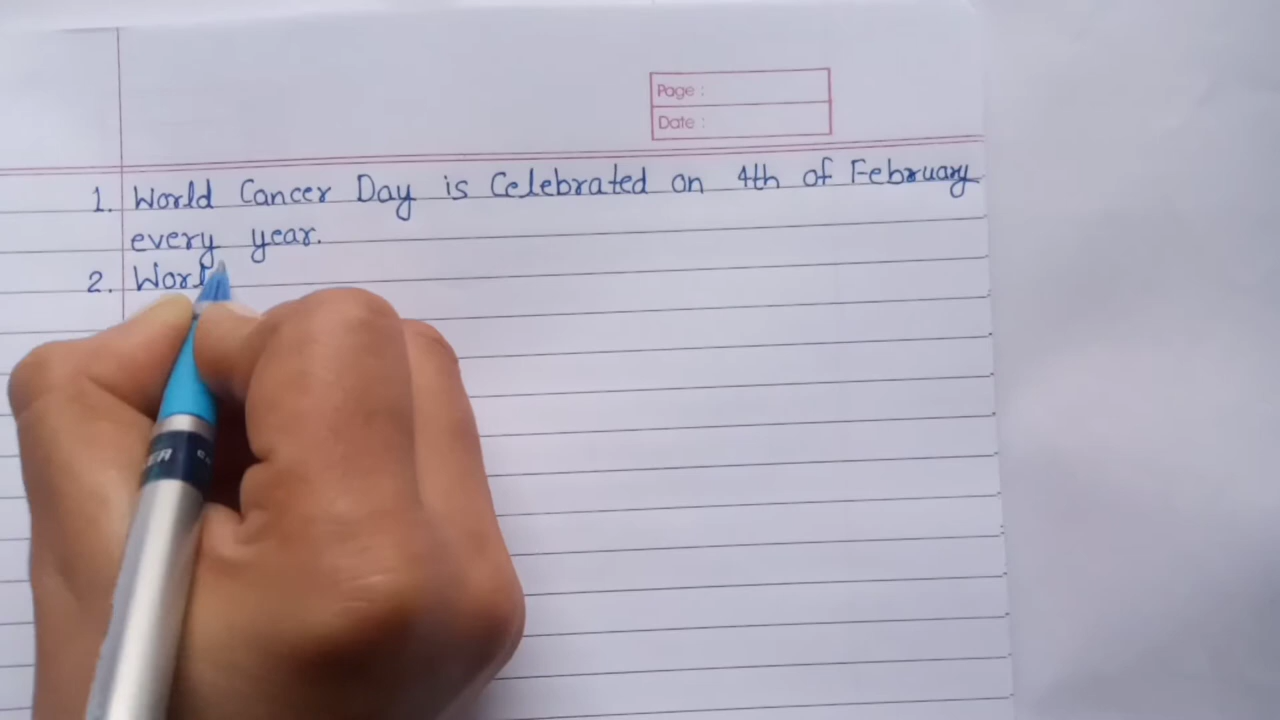 Page :
Date :
1. World Cancer Day is Celebrated on 4th of February
every year.
2. Worl